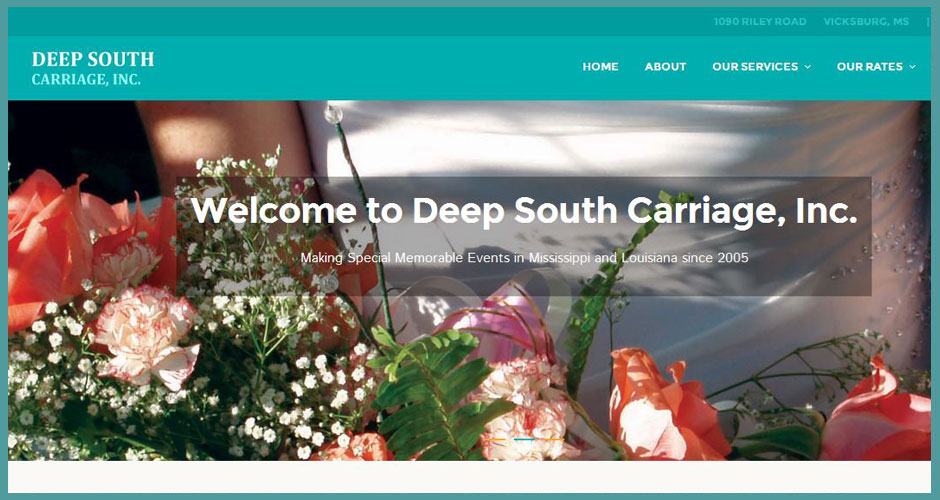 1090 RILEY ROAD VICKSBURG, MS |
DEEP SOUTH
CARRIAGE, INC.
HOME ABOUT OUR SERVICES OUR RATES
Welcome to Deep South Carriage, Inc.
Making Special Memorable Events in Mississippi and Louisiana since 2005